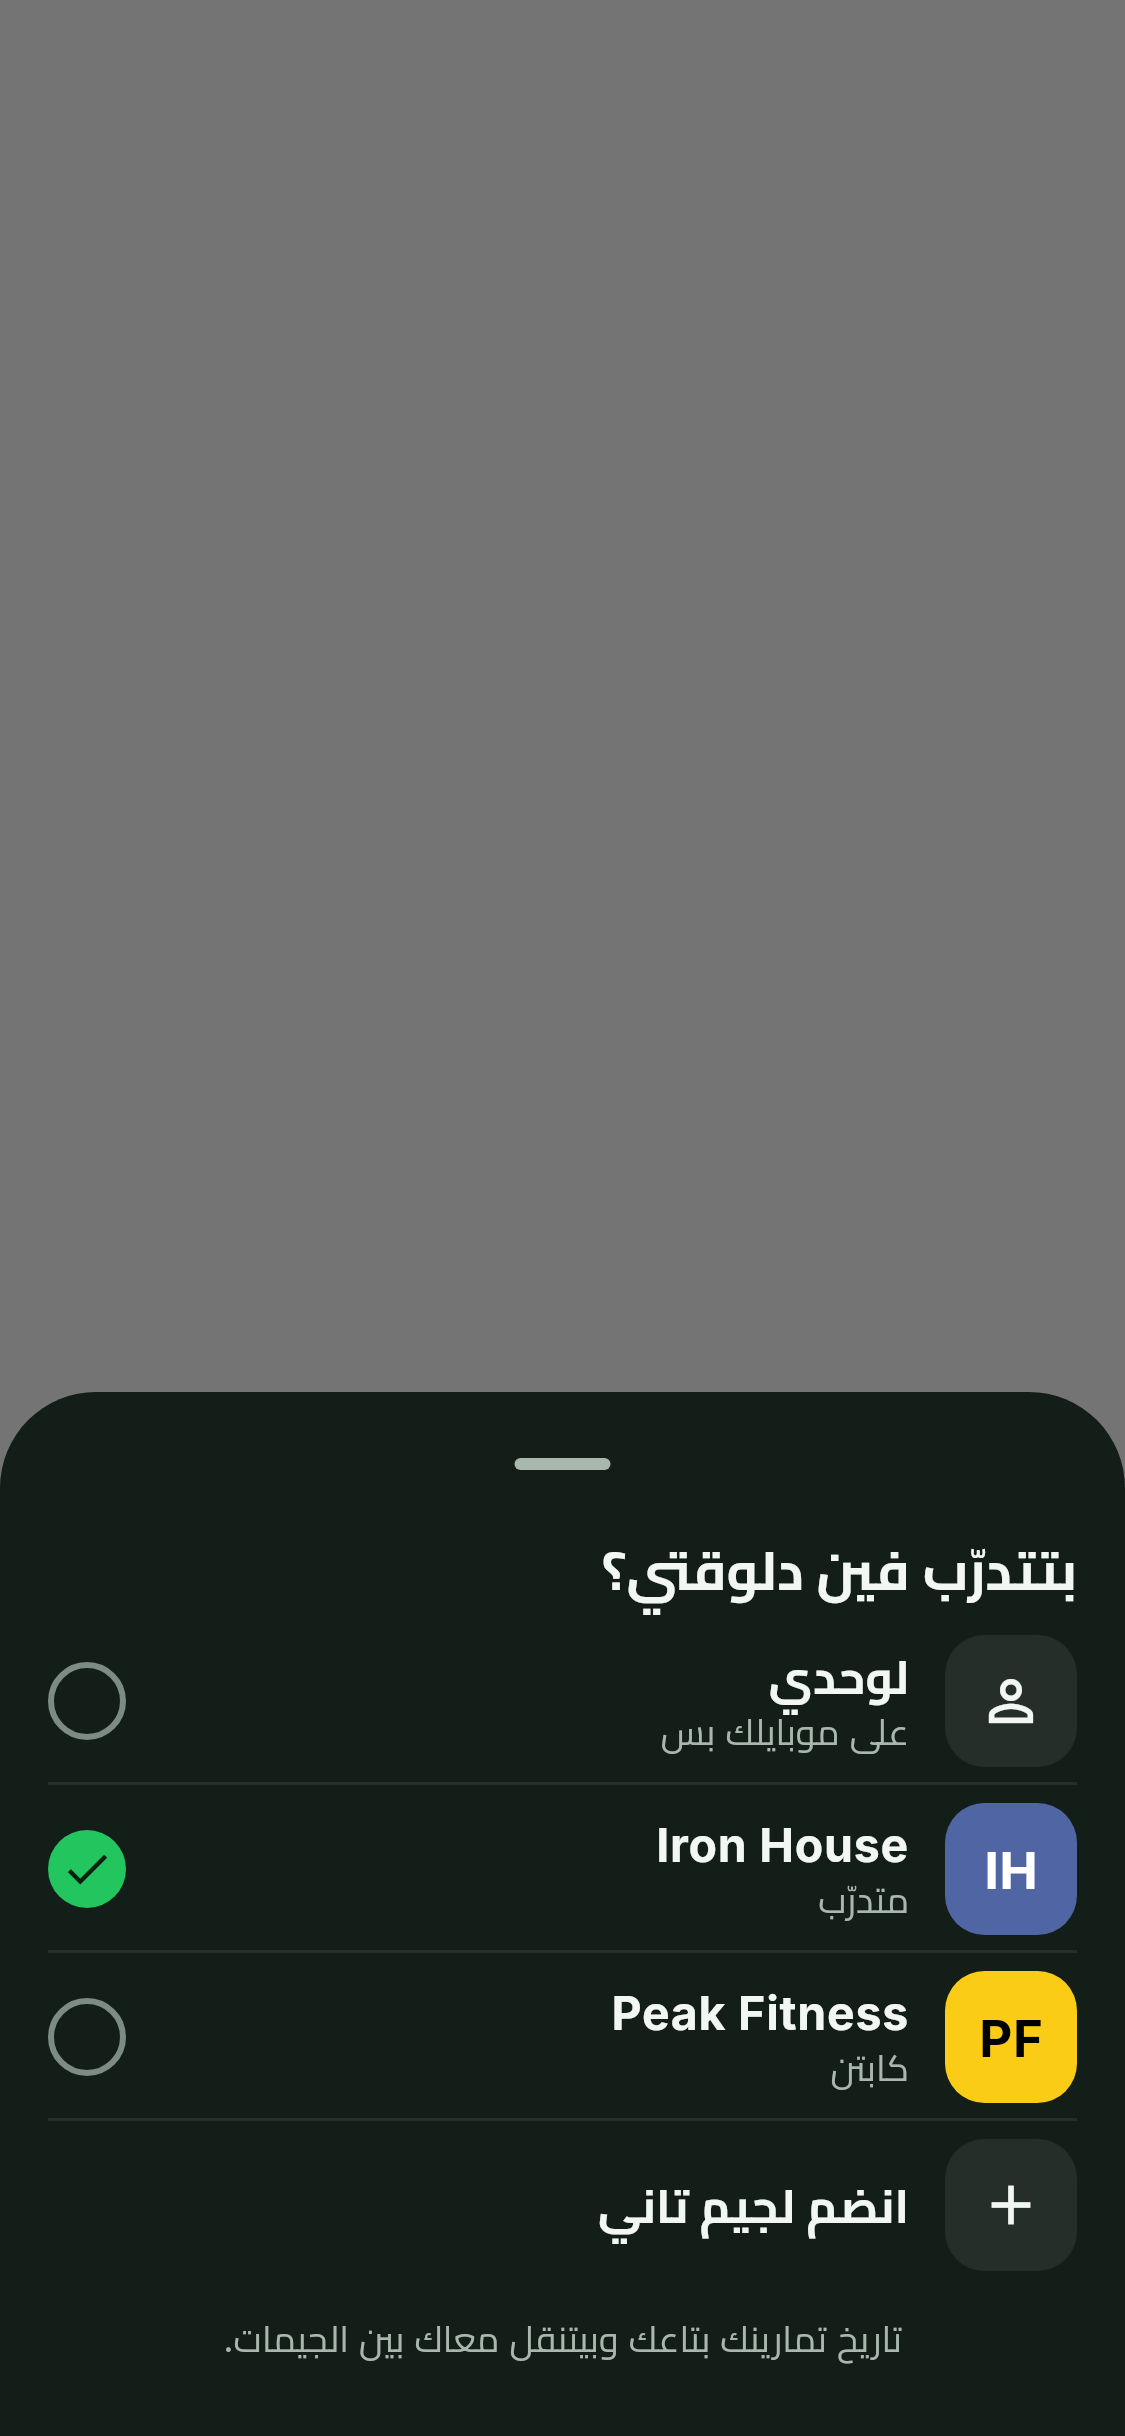 بتتدرّب فين دلوقتي؟
لوحدي
على موبايلك بس
IH
Iron House
متدرّب
PF
Peak Fitness
كابتن
انضم لجيم تاني
تاريخ تمارينك بتاعك وبيتنقل معاك بين الجيمات.